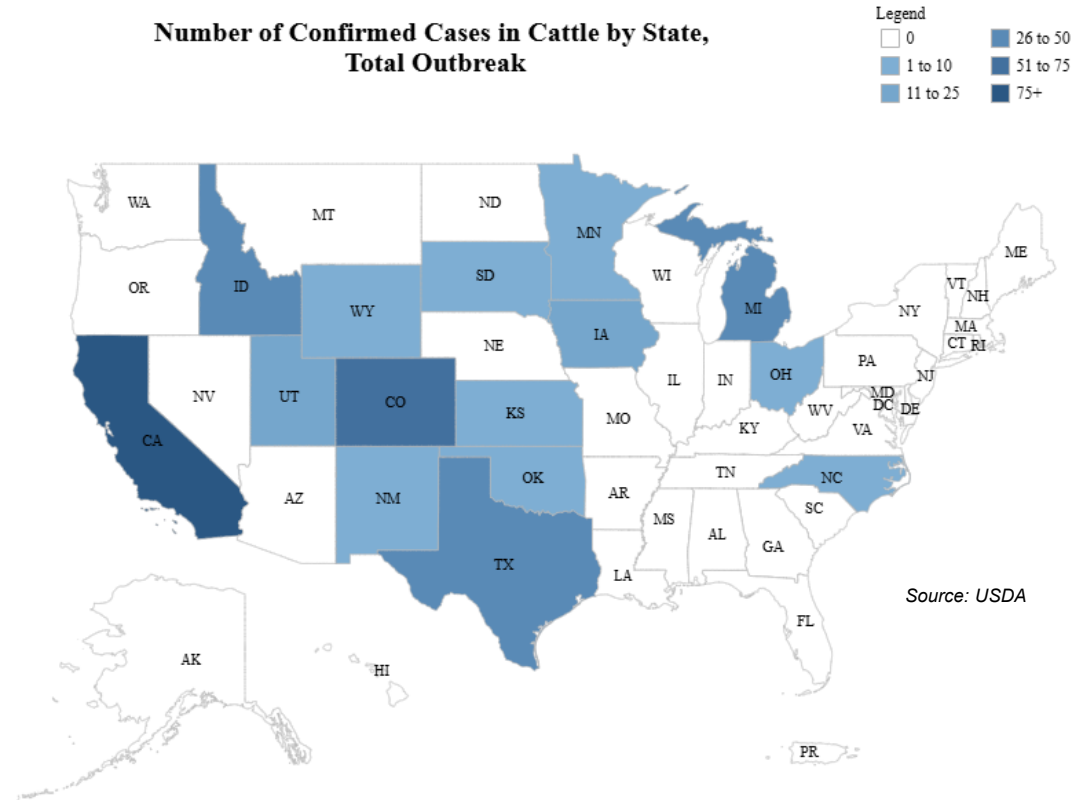 Number of Confirmed Cases in Cattle by State,
Total Outbreak
Legend
0
1 to 10
11 to 25
26 to 50
51 to 75
75+
WA
MT
ND
MN
ME
OR
ID
SD
WI
VT
NH
WY
MI
NY
MA
IA
CT RI
NE
PA
NJ
NV
UT
CO
IL
IN
OH
MD
DC
DE
WV
KS
MO
KY
VA
CA
TN
NC
OK
AZ
NM
AR
SC
MS
AL
GA
TX
LA
Source: USDA
FL
AK
HI
PR